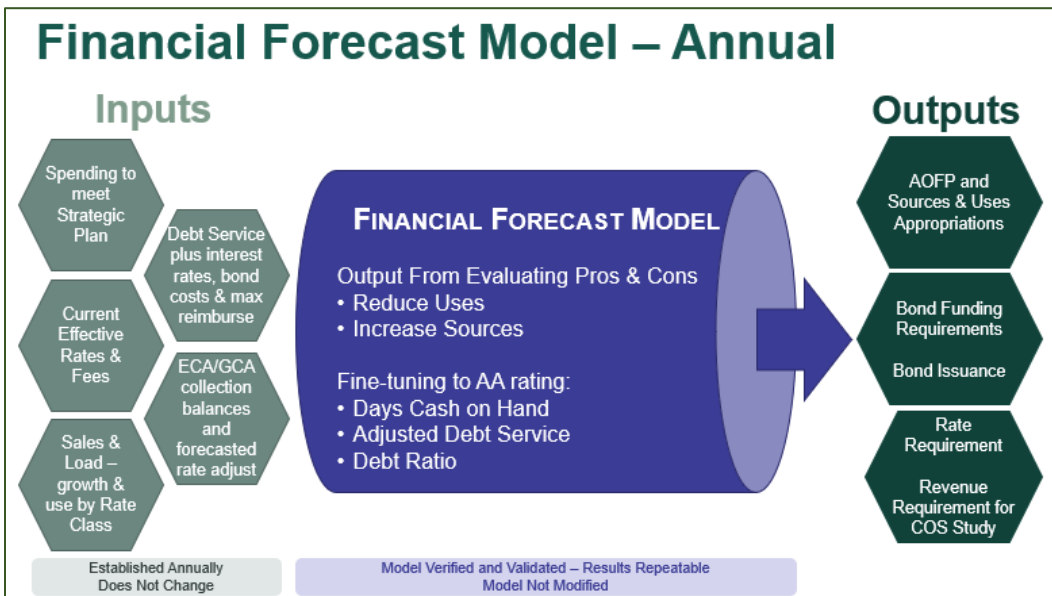 Financial Forecast Model – Annual
Inputs
Spending to
meet
Strategic
Plan
Debt Service
plus interest
rates, bond
costs & max
reimburse
Current
Effective
Rates &
Fees
ECA/GCA
collection
balances
and
forecasted
rate adjust
Sales &
Load –
growth &
use by Rate
Class
Established Annually
Does Not Change
FINANCIAL FORECAST MODEL
Output From Evaluating Pros & Cons
• Reduce Uses
• Increase Sources
Fine-tuning to AA rating:
• Days Cash on Hand
• Adjusted Debt Service
• Debt Ratio
Model Verified and Validated – Results Repeatable
Model Not Modified
Outputs
AOFP and
Sources & Uses
Appropriations
Bond Funding
Requirements
Bond Issuance
Rate
Requirement
Revenue
Requirement for
COS Study